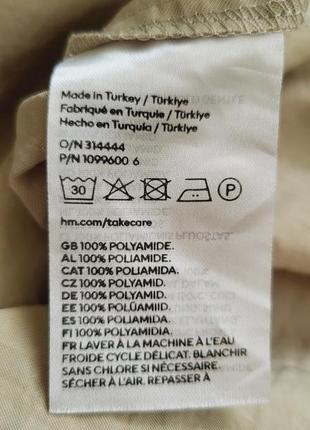 Made in Turkey / Türkiye
Fabriqué en Turquie / Türkiye
Hecho en Turquía / Türkiye
O/N 314444
P/N 1099600 6
30 P
hm.com/takecare
GB 100% POLYAMIDE.
AL 100% POLIAMIDE.
CAT 100% POLIAMIDA.
CZ 100% POLYAMID.
DE 100% POLYAMID.
EE 100% POLÜAMIID.
ES 100% POLIAMIDA.
FI 100% POLYAMIDIA.
FR LAVER À LA MACHINE À L'EAU
FROIDE CYCLE DÉLICAT. BLANCHIR
SANS CHLORE SI NÉCESSAIRE.
SÉCHER À L'AIR. REPASSER À